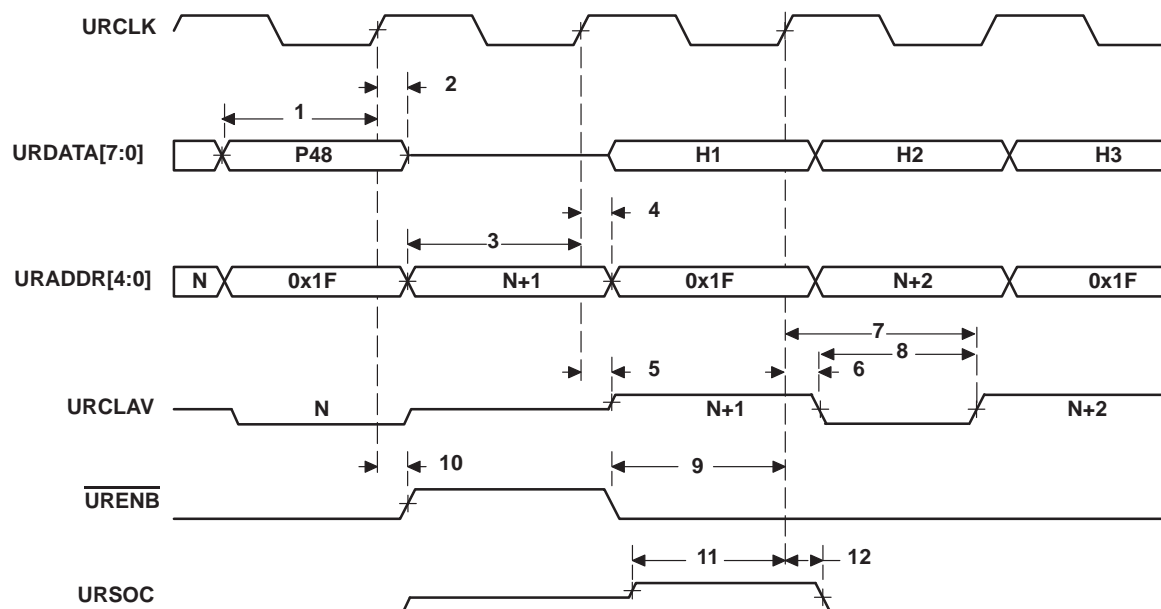 URCLK
2
1
URDATA[7:0] P48 H1 H2 H3
4
3
URADDR[4:0] N 0x1F N+1 0x1F N+2 0x1F
7
8
5 6
URCLAV N N+1 N+2
10 9
URENB
11 12
URSOC